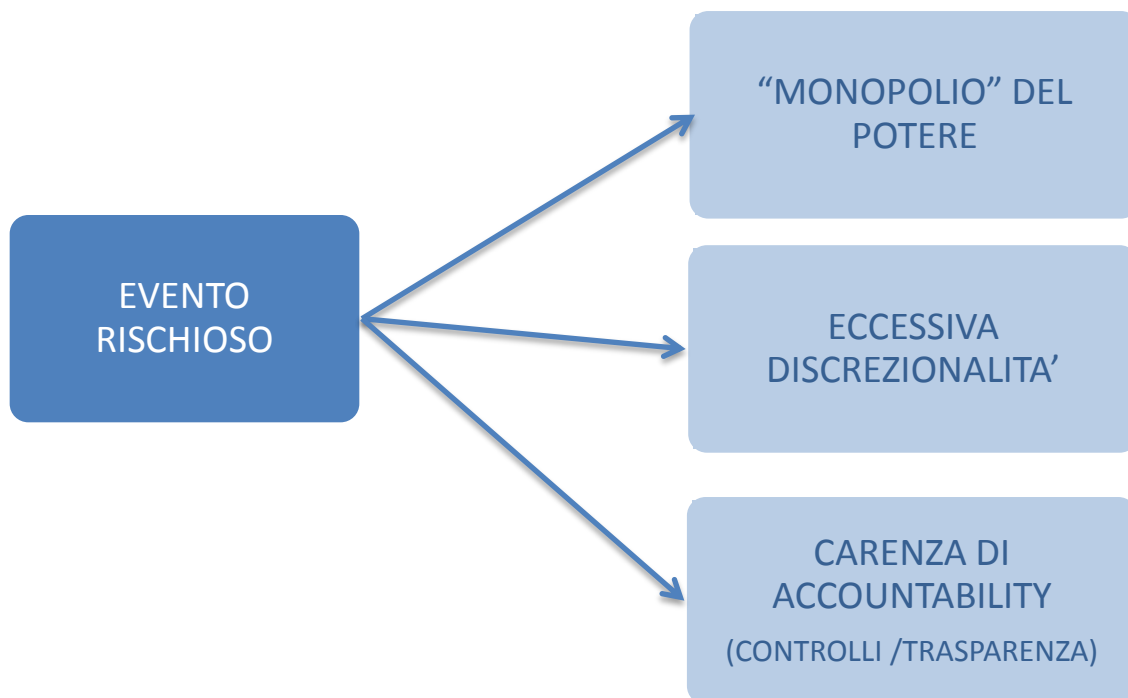 “MONOPOLIO” DEL
POTERE
EVENTO
RISCHIOSO
ECCESSIVA
DISCREZIONALITA’
CARENZA DI
ACCOUNTABILITY
(CONTROLLI /TRASPARENZA)